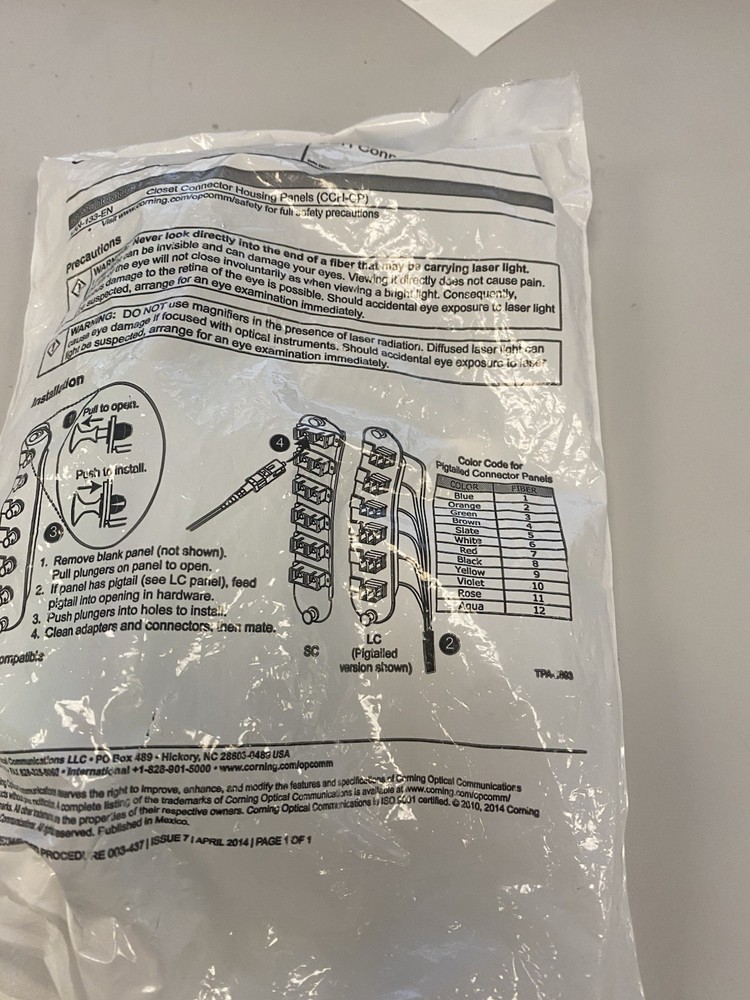 Conr
Closet Connector Housing Panels (CCH-CP)
-133-EN
• Visit www.corning.com/opcomm/safety for full safety precautions
Precautions
WARN Never look directly into the end of a fiber that may be carrying laser light.
can be invisible and can damage your eyes. Viewing it directly does not cause pain.
the eye will not close involuntarily as when viewing a bright light. Consequently,
damage to the retina of the eye is possible. Should accidental eye exposure to laser light
suspected, arrange for an eye examination immediately.
WARNING: DO NOT use magnifiers in the presence of laser radiation. Diffused laser light can
cause eye damage if focused with optical instruments. Should accidental eye exposure to laser
light be suspected, arrange for an eye examination immediately.
Installation
Pull to open.
Push to install.
3
4
1. Remove blank panel (not shown).
Pull plungers on panel to open.
2. If panel has pigtail (see LC panel), feed
pigtail into opening in hardware.
3. Push plungers into holes to install.
4. Clean adapters and connectors, then mate.
ompatible
SC
LC
(Pigtailed
version shown)
2
Color Code for
Pigtailed Connector Panels
COLOR FIBER
Blue 1
Orange 2
Green 3
Brown 4
Slate 5
White 6
Red 7
Black 8
Yellow 9
Violet 10
Rose 11
Aqua 12
Communications LLC • PO Box 489 • Hickory, NC 28603-0489 USA
• International +1-828-901-5000 • www.corning.com/opcomm
reserves the right to improve, enhance, and modify the features and specifications of Corning Optical Communications
A complete listing of the trademarks of Corning Optical Communications is available at www.corning.com/opcomm/
the properties of their respective owners. Corning Optical Communications is ISO 9001 certified. © 2010, 2014 Corning
reserved. Published in Mexico.
PROCEDURE 003-437 | ISSUE 7 | APRIL 2014 | PAGE 1 OF 1